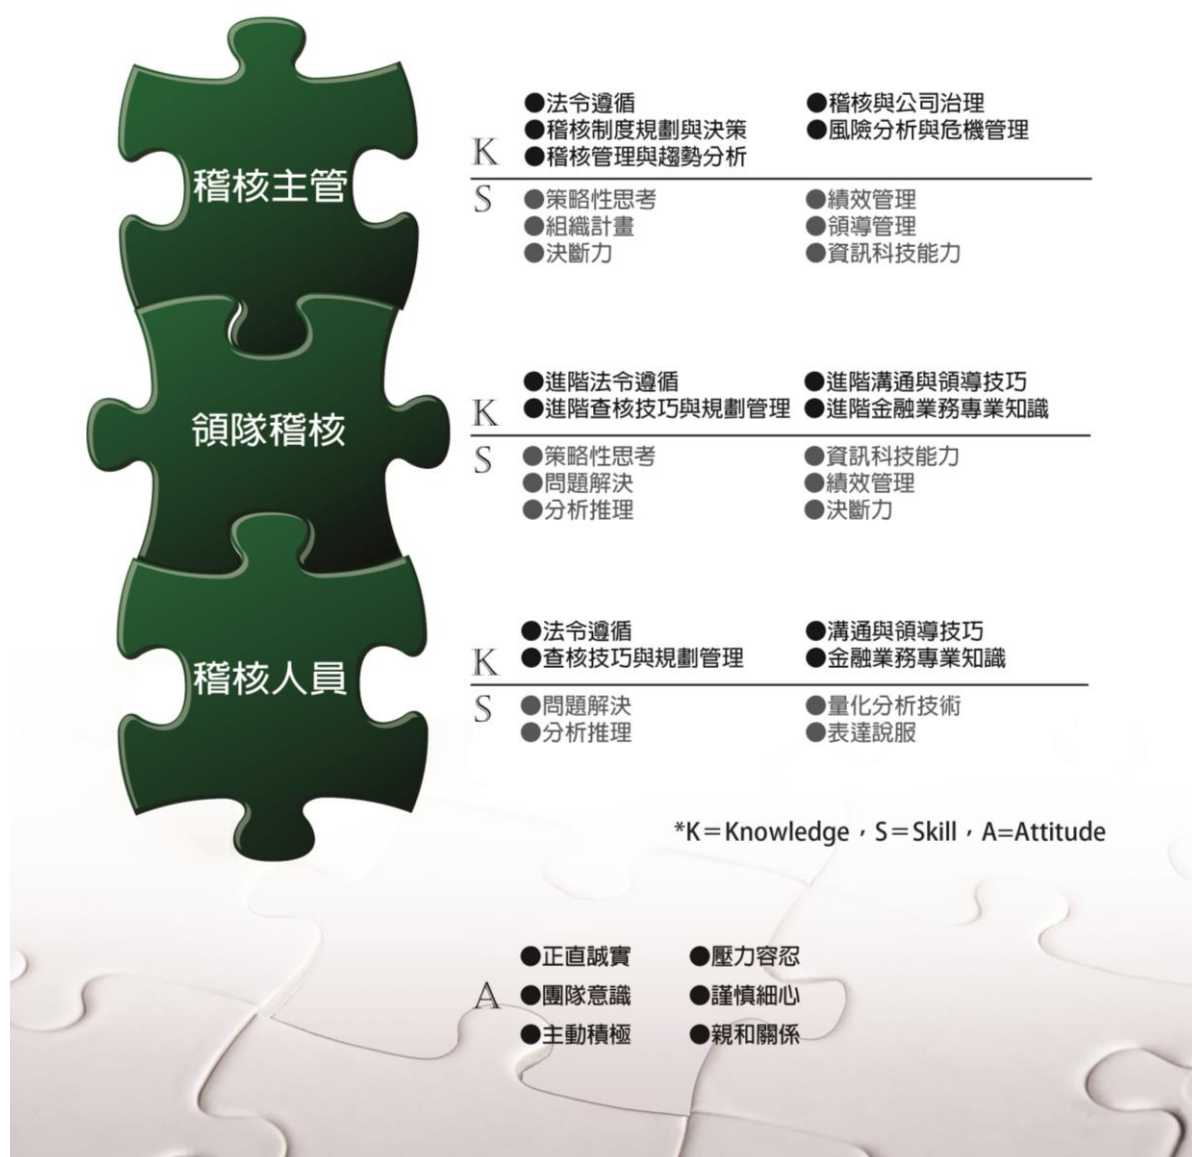 稽核主管
K
●法令遵循
●稽核制度規劃與決策
●稽核管理與趨勢分析
●稽核與公司治理
●風險分析與危機管理
S
●策略性思考
●組織計畫
●決斷力
●績效管理
●領導管理
●資訊科技能力
領隊稽核
K
●進階法令遵循
●進階查核技巧與規劃管理
●進階溝通與領導技巧
●進階金融業務專業知識
S
●策略性思考
●問題解決
●分析推理
●資訊科技能力
●績效管理
●決斷力
稽核人員
K
●法令遵循
●查核技巧與規劃管理
●溝通與領導技巧
●金融業務專業知識
S
●問題解決
●分析推理
●量化分析技術
●表達說服
*K＝Knowledge，S＝Skill，A=Attitude
A
●正直誠實
●團隊意識
●主動積極
●壓力容忍
●謹慎細心
●親和關係